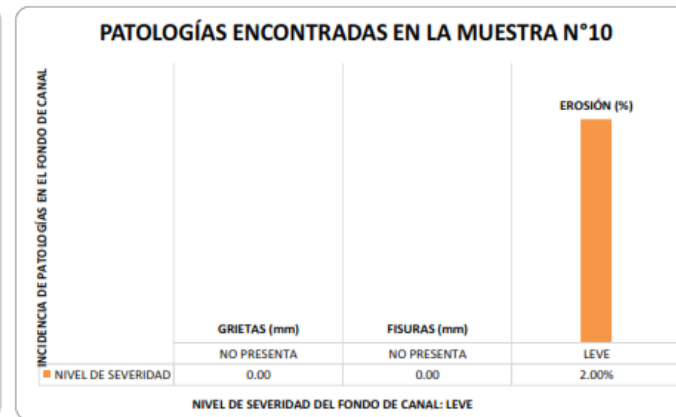 PATOLOGÍAS ENCONTRADAS EN LA MUESTRA N°10
INCIDENCIA DE PATOLOGÍAS EN EL FONDO DE CANAL
EROSIÓN (%)
GRIETAS (mm) FISURAS (mm)
NO PRESENTA NO PRESENTA LEVE
NIVEL DE SEVERIDAD 0.00 0.00 2.00%
NIVEL DE SEVERIDAD DEL FONDO DE CANAL: LEVE